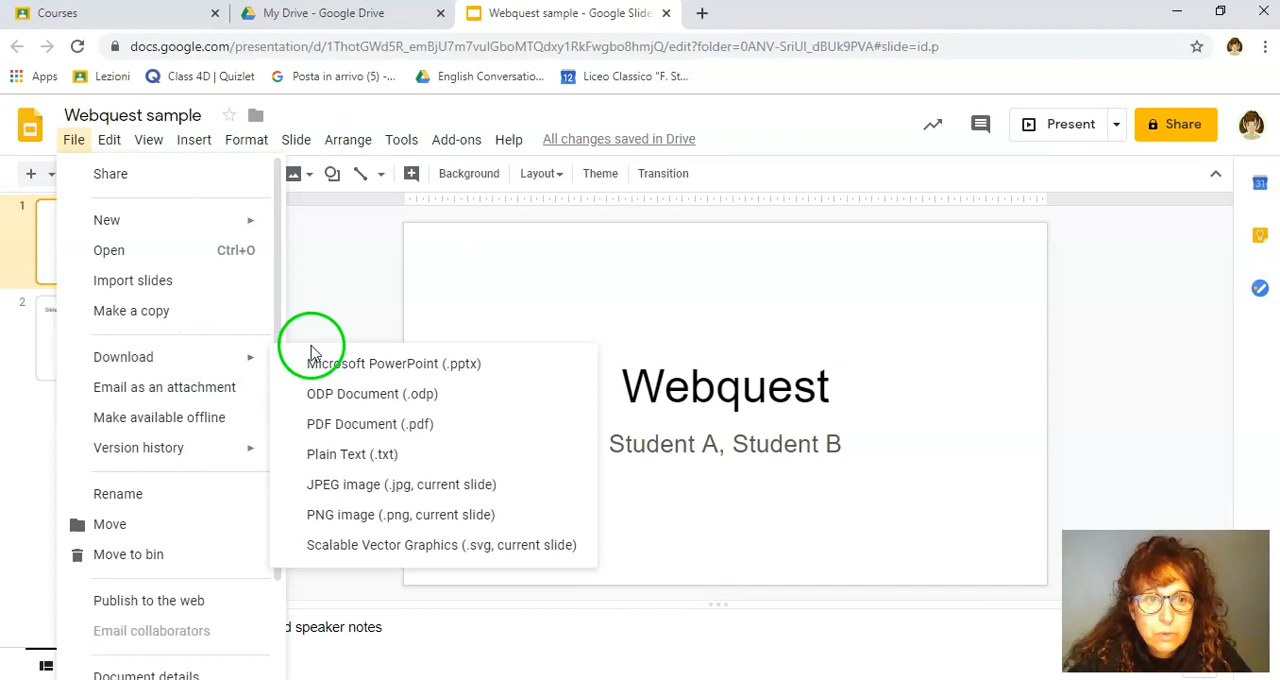 Courses
My Drive - Google Drive
Webquest sample - Google Slide
docs.google.com/presentation/d/1ThotGWd5R_emBjU7m7vulGboMTQdxy1RkFwgbo8hmjQ/edit?folder=0ANV-SriUl_dBUk9PVA#slide=id.p
Apps
Lezioni
Class 4D | Quizlet
Posta in arrivo (5) -...
English Conversatio...
Liceo Classico "F. St...
Webquest sample
File
Edit
View
Insert
Format
Slide
Arrange
Tools
Add-ons
Help
All changes saved in Drive
Present
Share
Background
Layout
Theme
Transition
Share
New
Open Ctrl+O
Import slides
Make a copy
Download
Email as an attachment
Make available offline
Version history
Rename
Move
Move to bin
Publish to the web
Email collaborators
Document details
Microsoft PowerPoint (.pptx)
ODP Document (.odp)
PDF Document (.pdf)
Plain Text (.txt)
JPEG image (.jpg, current slide)
PNG image (.png, current slide)
Scalable Vector Graphics (.svg, current slide)
1
2
Webquest
Student A, Student B
d speaker notes
31
12